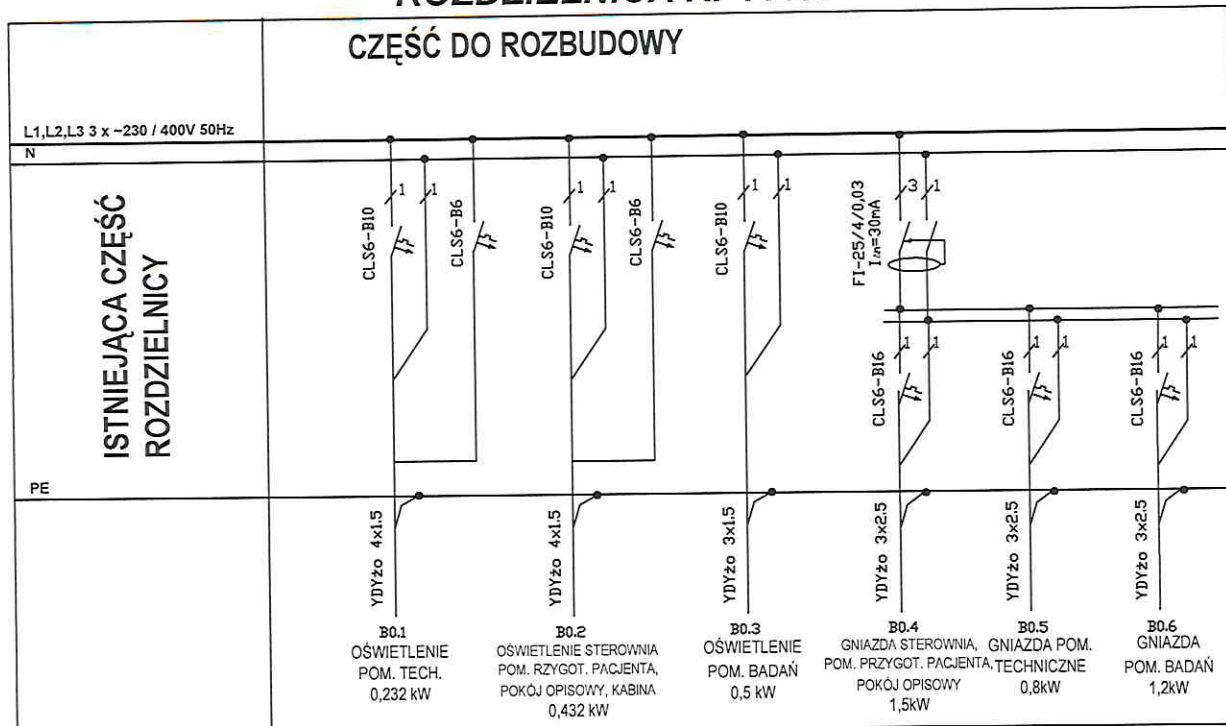 CZĘŚĆ DO ROZBUDOWY
L1,L2,L3 3 x ~230 / 400V 50Hz
N
ISTNIEJĄCA CZĘŚĆ
ROZDZIELNICY
1
1
CLS6-B10
CLS6-B6
1
1
CLS6-B10
CLS6-B6
1
1
CLS6-B10
3
1
FI-25/4/0,03
I∆n=30mA
1
1
CLS6-B16
1
1
CLS6-B16
1
1
CLS6-B16
PE
YDYżo 4x1.5
YDYżo 4x1.5
YDYżo 3x1.5
YDYżo 3x2.5
YDYżo 3x2.5
YDYżo 3x2.5
B0.1
OŚWIETLENIE
POM. TECH.
0,232 kW
B0.2
OŚWIETLENIE STEROWNIA
POM. RZYGOT. PACJENTA,
POKÓJ OPISOWY, KABINA
0,432 kW
B0.3
OŚWIETLENIE
POM. BADAŃ
0,5 kW
B0.4
GNIAZDA STEROWNIA,
POM. PRZYGOT. PACJENTA,
POKÓJ OPISOWY
1,5kW
B0.5
GNIAZDA POM.
TECHNICZNE
0,8kW
B0.6
GNIAZDA
POM. BADAŃ
1,2kW